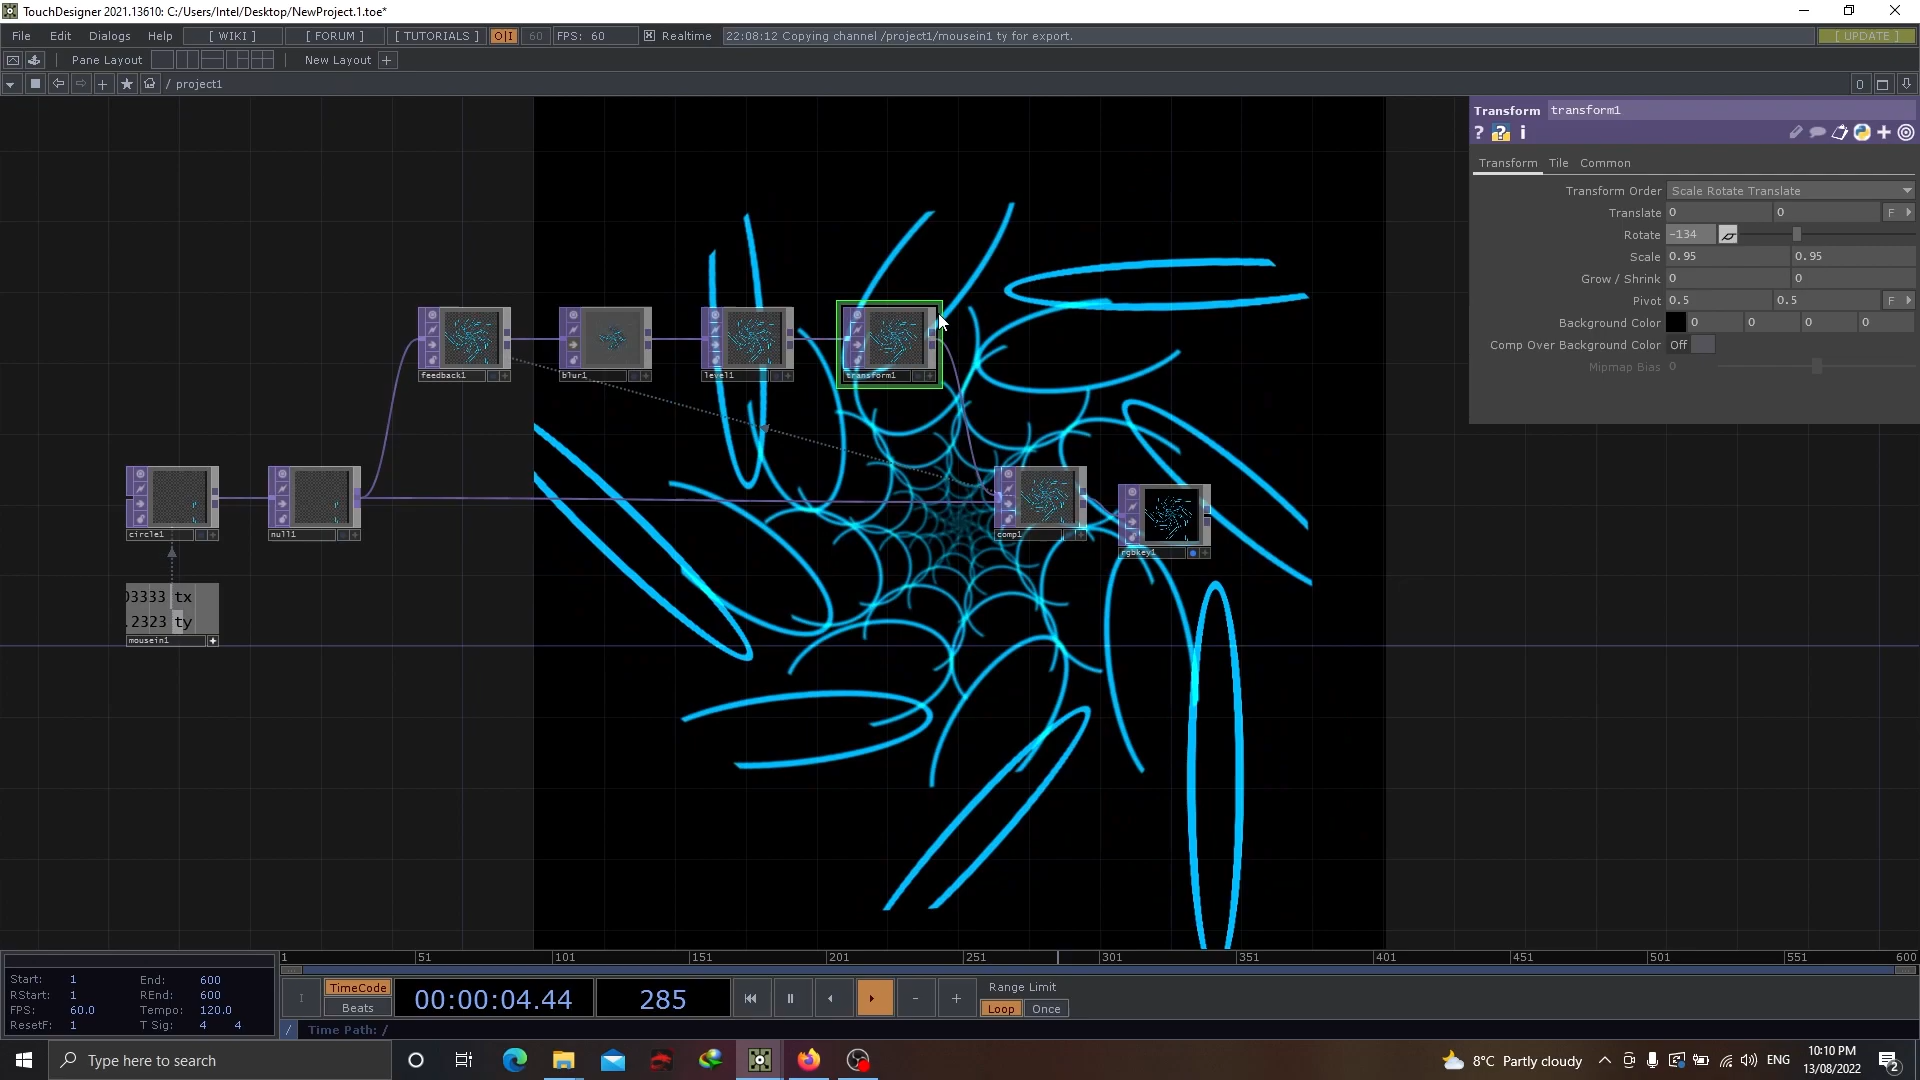 TouchDesigner 2021.13610: C:/Users/Intel/Desktop/NewProject.1.toe*
File Edit Dialogs Help [ WIKI ] [ FORUM ] [ TUTORIALS ] O|I 60 FPS: 60 Realtime 22:08:12 Copying channel /project1/mousein1 ty for export. [ UPDATE ]
Pane Layout New Layout +
/ project1 0
Transform transform1
? ? i
Transform Tile Common
Transform Order Scale Rotate Translate
Translate 0 0 F
Rotate -134
Scale 0.95 0.95
Grow / Shrink 0 0
Pivot 0.5 0.5 F
Background Color 0 0 0 0
Comp Over Background Color Off
Mipmap Bias 0
feedback1 blur1 level1 transform1
circle1 null1 comp1
rgbkey1
03333 tx
.2323 ty
mousein1
1 51 101 151 201 251 301 351 401 451 501 551 600
Start: 1 End: 600
RStart: 1 REnd: 600
FPS: 60.0 Tempo: 120.0
ResetF: 1 T Sig: 4 4
I TimeCode
Beats
00:00:04.44 285 - +
Range Limit
Loop Once
/ Time Path: /
Type here to search
8°C Partly cloudy ENG
10:10 PM
13/08/2022
2